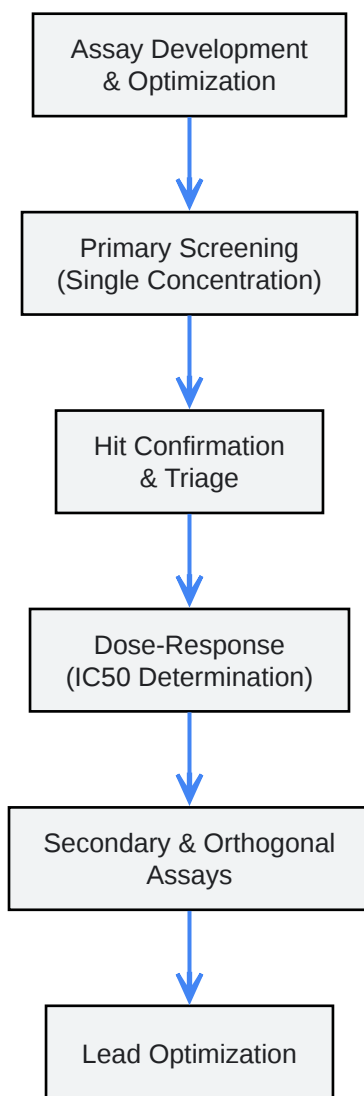 Assay Development
& Optimization
Primary Screening
(Single Concentration)
Hit Confirmation
& Triage
Dose-Response
(IC50 Determination)
Secondary & Orthogonal
Assays
Lead Optimization